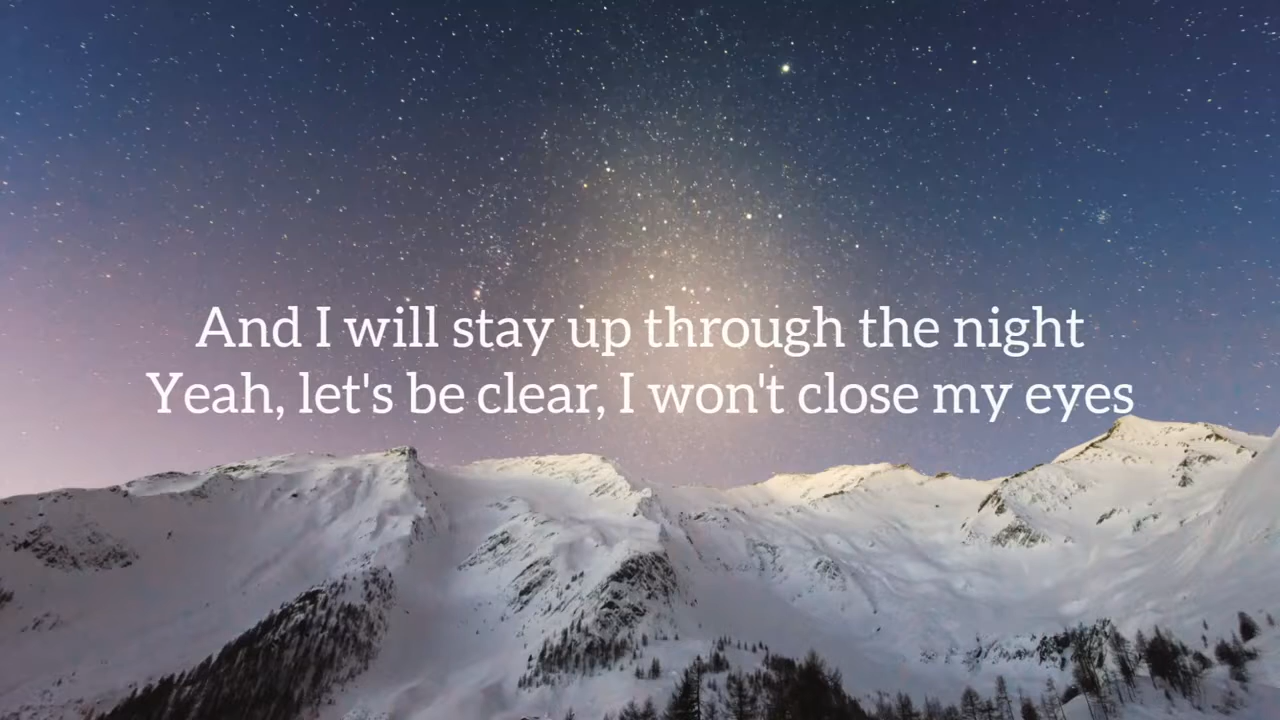 And I will stay up through the night
Yeah, let's be clear, I won't close my eyes